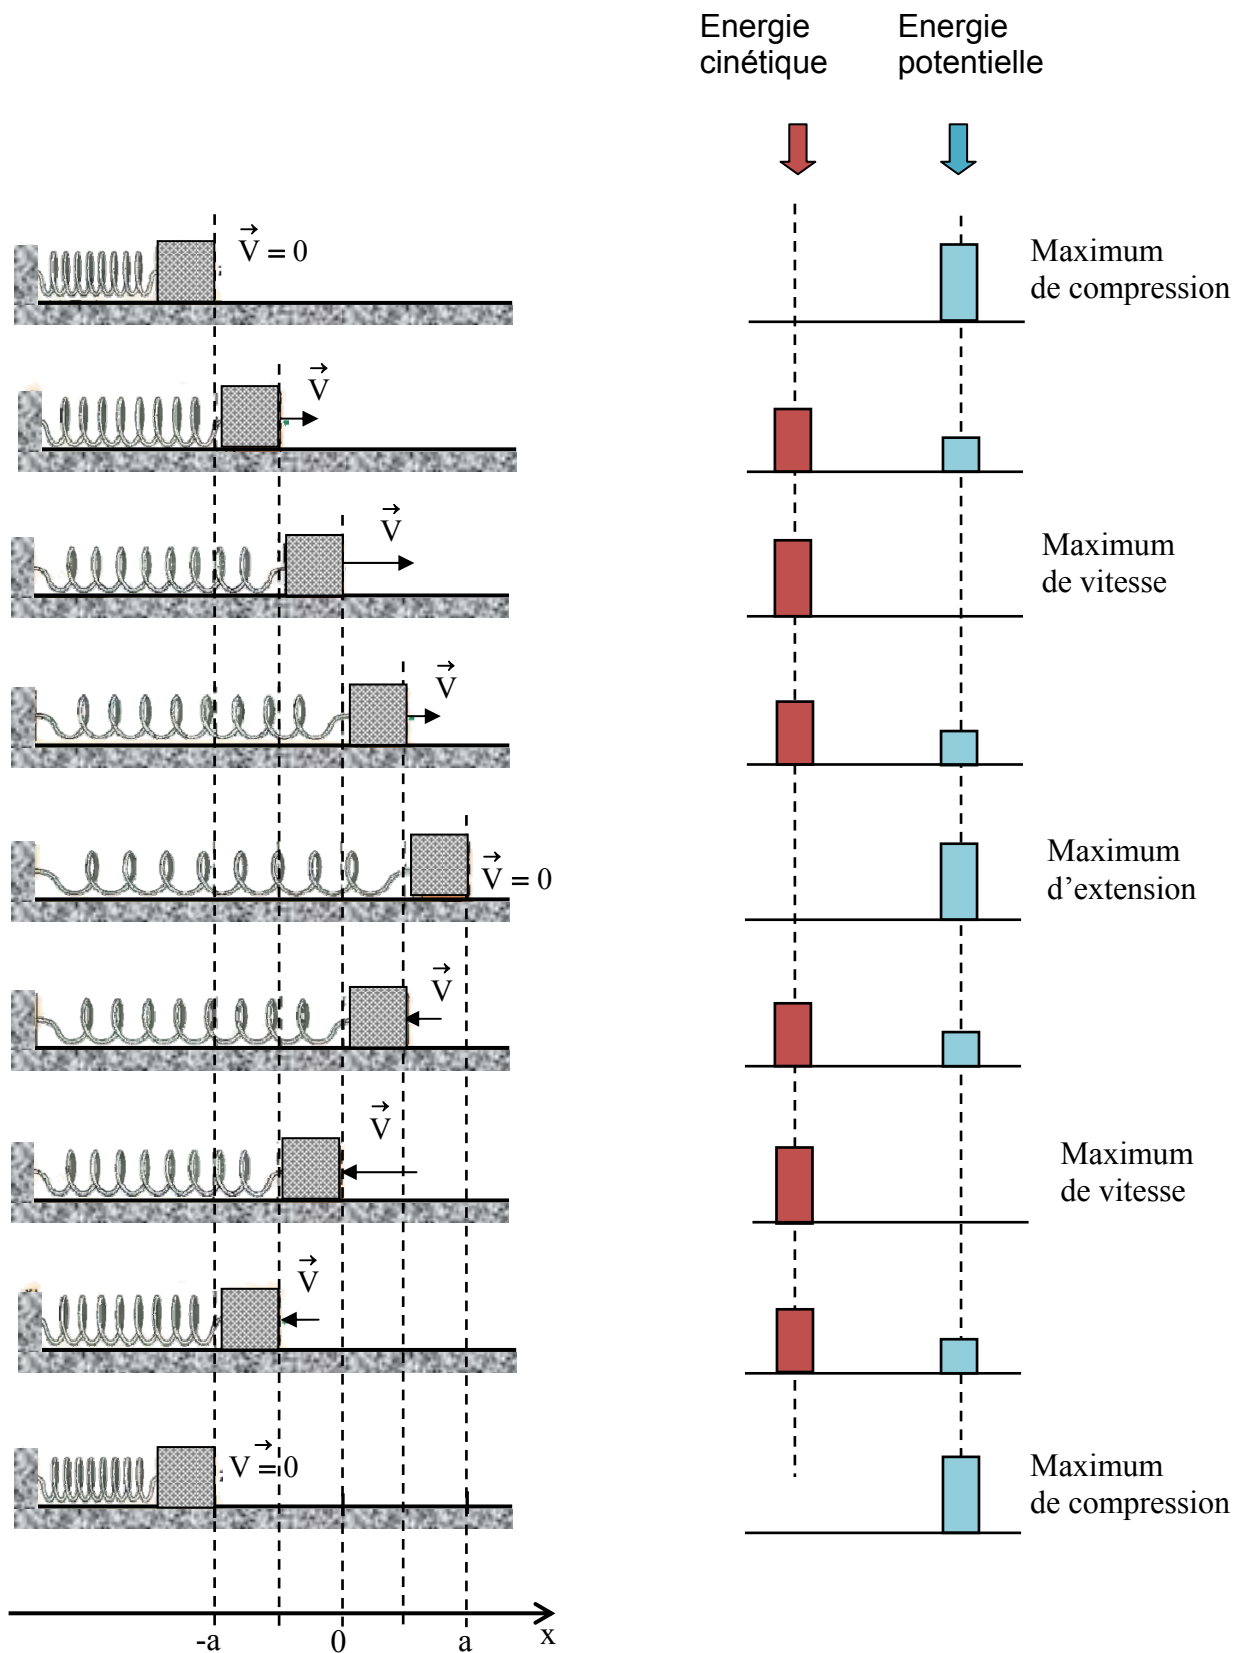 Energie
cinétique
Energie
potentielle
V = 0
Maximum
de compression
V
V
Maximum
de vitesse
V
V = 0
Maximum
d’extension
V
V
Maximum
de vitesse
V
V = 0
Maximum
de compression
-a 0 a x